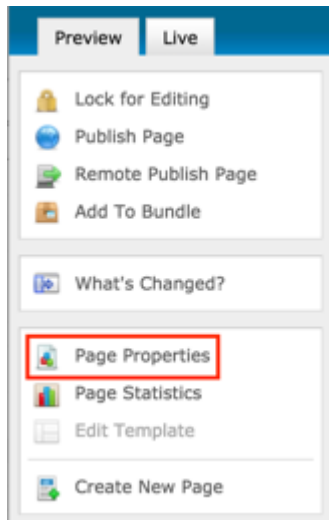 Preview Live
Lock for Editing
Publish Page
Remote Publish Page
Add To Bundle
What's Changed?
Page Properties
Page Statistics
Edit Template
Create New Page